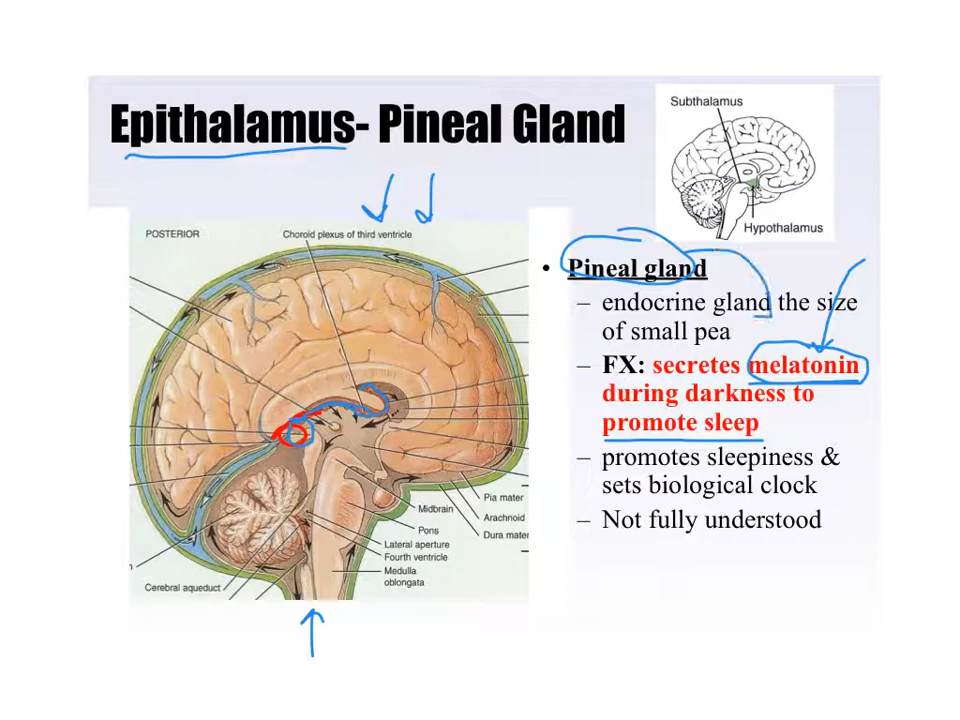 Epithalamus- Pineal Gland
Subthalamus
Hypothalamus
POSTERIOR
Choroid plexus of third ventricle
Midbrain
Pons
Lateral aperture
Fourth ventricle
Medulla
oblongata
Cerebral aqueduct
Pia mater
Arachnoid
Dura mater
• Pineal gland
– endocrine gland the size
of small pea
– FX: secretes melatonin
during darkness to
promote sleep
– promotes sleepiness &
sets biological clock
– Not fully understood